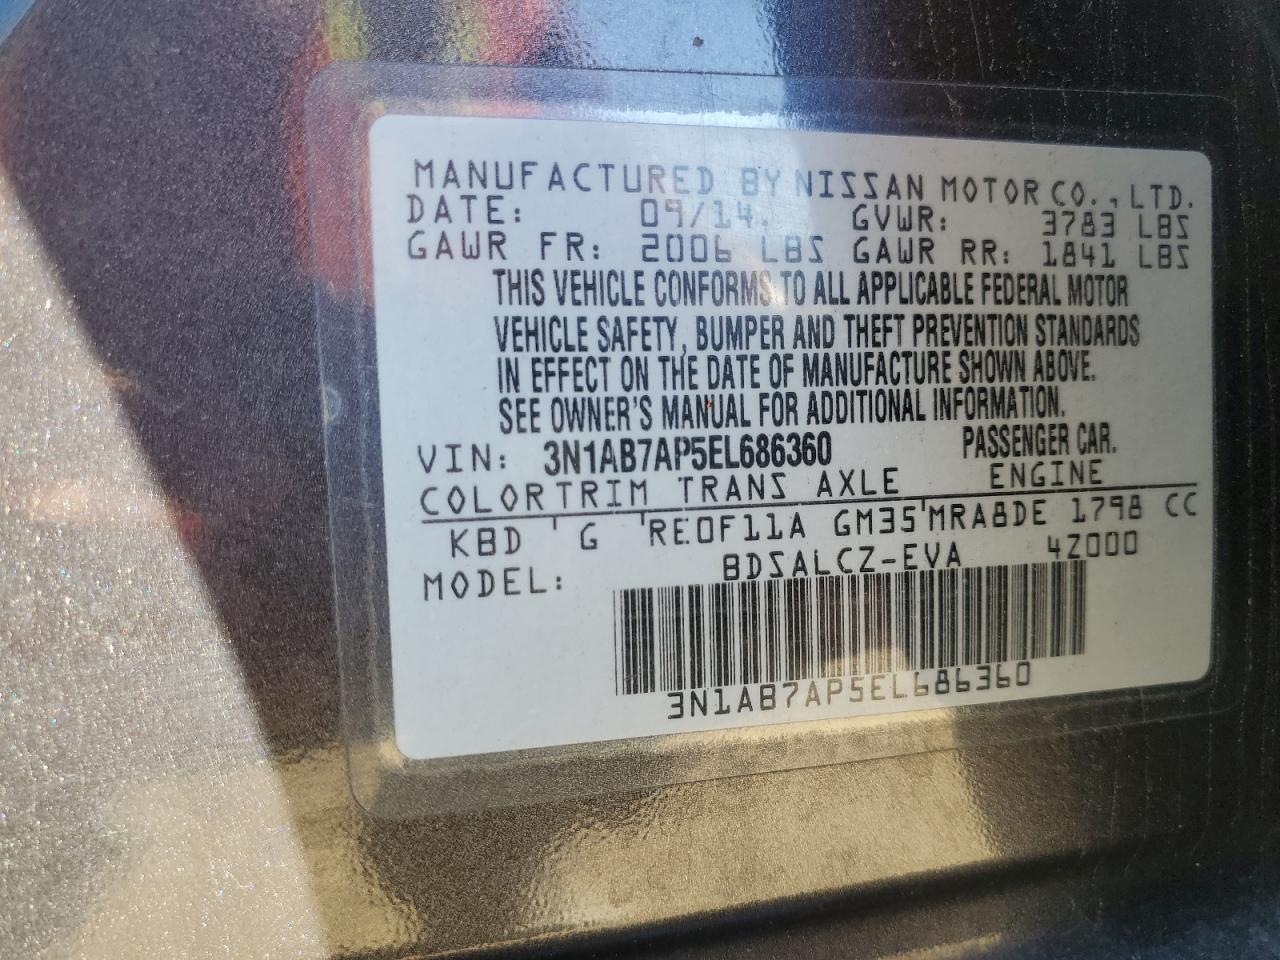 MANUFACTURED BY NISSAN MOTOR CO., LTD.
DATE: 09/14. GVWR: 3783 LBS
GAWR FR: 2006 LBS GAWR RR: 1841 LBS
THIS VEHICLE CONFORMS TO ALL APPLICABLE FEDERAL MOTOR
VEHICLE SAFETY, BUMPER AND THEFT PREVENTION STANDARDS
IN EFFECT ON THE DATE OF MANUFACTURE SHOWN ABOVE.
SEE OWNER'S MANUAL FOR ADDITIONAL INFORMATION.
VIN: 3N1AB7AP5EL686360 PASSENGER CAR.
COLOR TRIM TRANS AXLE ENGINE
KBD ' G ' RE0F11A GM35 ' MRA8DE 1798 CC
MODEL: BDSALCZ-EVA 4Z000
3N1AB7AP5EL686360